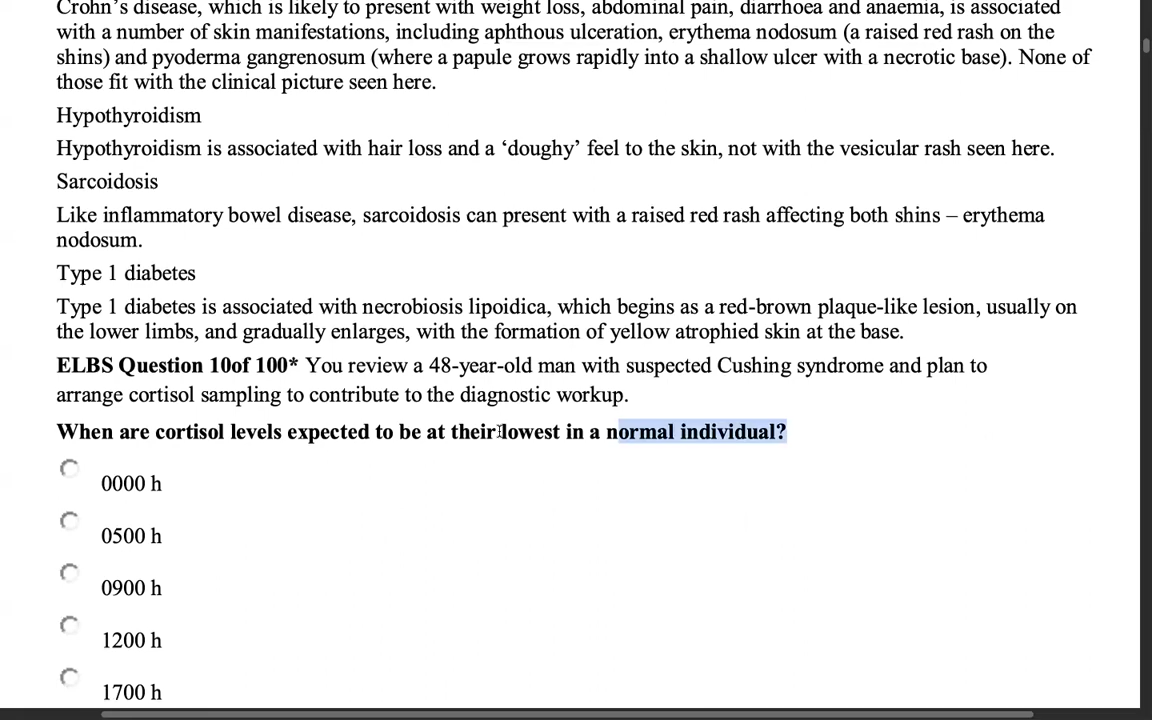 Crohn’s disease, which is likely to present with weight loss, abdominal pain, diarrhoea and anaemia, is associated
with a number of skin manifestations, including aphthous ulceration, erythema nodosum (a raised red rash on the
shins) and pyoderma gangrenosum (where a papule grows rapidly into a shallow ulcer with a necrotic base). None of
those fit with the clinical picture seen here.
Hypothyroidism
Hypothyroidism is associated with hair loss and a ‘doughy’ feel to the skin, not with the vesicular rash seen here.
Sarcoidosis
Like inflammatory bowel disease, sarcoidosis can present with a raised red rash affecting both shins – erythema
nodosum.
Type 1 diabetes
Type 1 diabetes is associated with necrobiosis lipoidica, which begins as a red-brown plaque-like lesion, usually on
the lower limbs, and gradually enlarges, with the formation of yellow atrophied skin at the base.
ELBS Question 10of 100* You review a 48-year-old man with suspected Cushing syndrome and plan to
arrange cortisol sampling to contribute to the diagnostic workup.
When are cortisol levels expected to be at their lowest in a normal individual?
0000 h
0500 h
0900 h
1200 h
1700 h